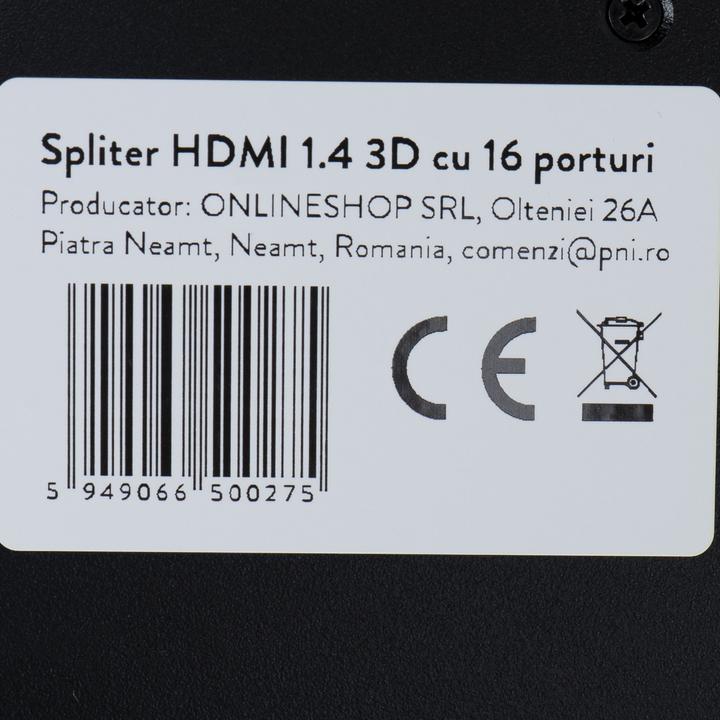 Spliter HDMI 1.4 3D cu 16 porturi
Producator: ONLINESHOP SRL, Olteniei 26A
Piatra Neamt, Neamt, Romania, comenzi@pni.ro
CE
5 949066 500275